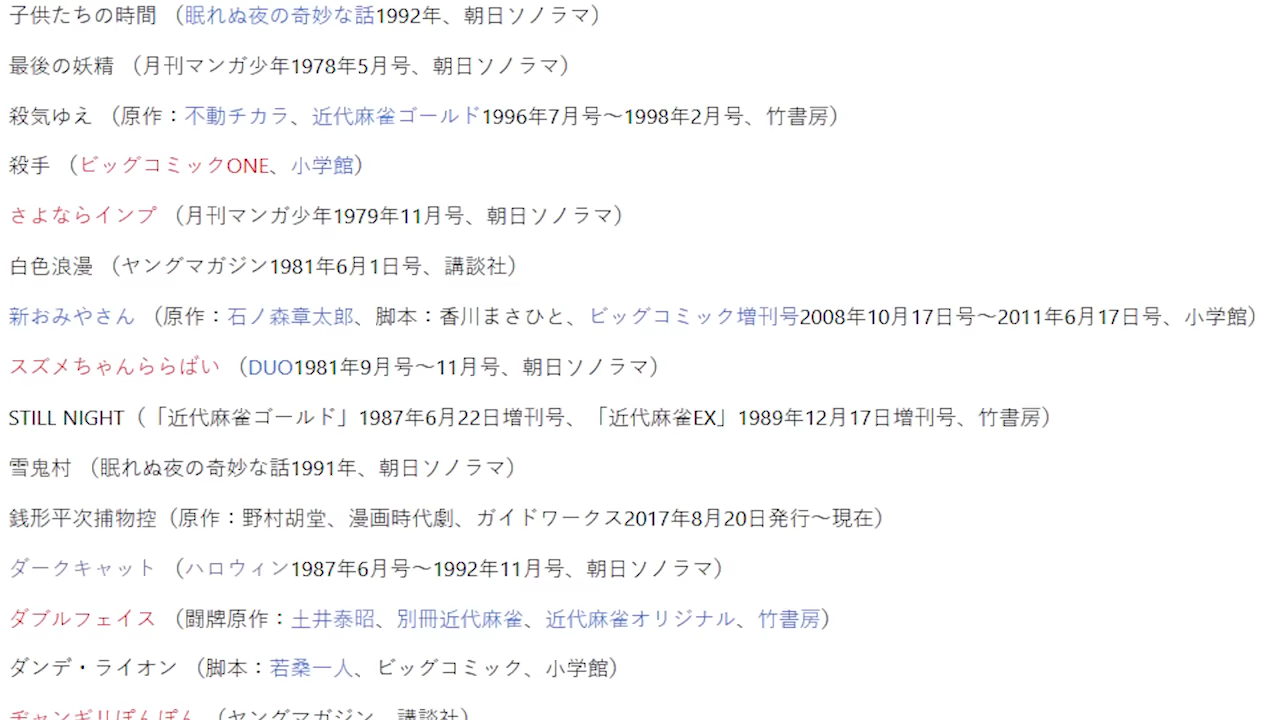 子供たちの時間 （眠れぬ夜の奇妙な話1992年、朝日ソノラマ）
最後の妖精 （月刊マンガ少年1978年5月号、朝日ソノラマ）
殺気ゆえ （原作：不動チカラ、近代麻雀ゴールド1996年7月号～1998年2月号、竹書房）
殺手 （ビッグコミックONE、小学館）
さよならインプ （月刊マンガ少年1979年11月号、朝日ソノラマ）
白色浪漫 （ヤングマガジン1981年6月1日号、講談社）
新おみやさん （原作：石ノ森章太郎、脚本：香川まさひと、ビッグコミック増刊号2008年10月17日号～2011年6月17日号、小学館）
スズメちゃんららばい （DUO1981年9月号～11月号、朝日ソノラマ）
STILL NIGHT（「近代麻雀ゴールド」1987年6月22日増刊号、「近代麻雀EX」1989年12月17日増刊号、竹書房）
雪鬼村 （眠れぬ夜の奇妙な話1991年、朝日ソノラマ）
銭形平次捕物控（原作：野村胡堂、漫画時代劇、ガイドワークス2017年8月20日発行～現在）
ダークキャット （ハロウィン1987年6月号～1992年11月号、朝日ソノラマ）
ダブルフェイス （闘牌原作：土井泰昭、別冊近代麻雀、近代麻雀オリジナル、竹書房）
ダンデ・ライオン （脚本：若桑一人、ビッグコミック、小学館）
チャンギリぽんぽん （ヤングマガジン、講談社）